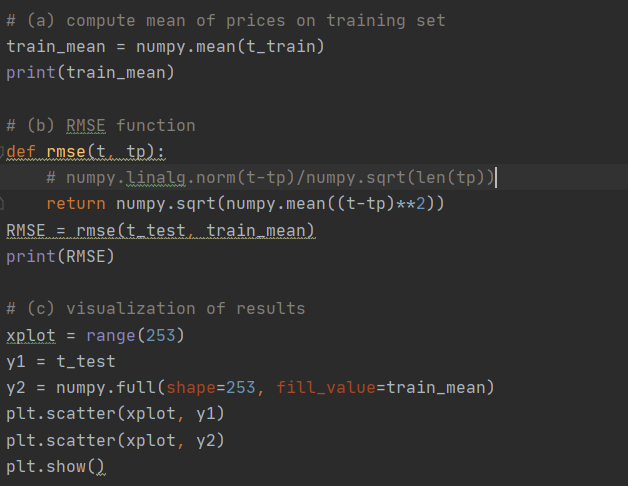 # (a) compute mean of prices on training set
train_mean = numpy.mean(t_train)
print(train_mean)
# (b) RMSE function
def rmse(t, tp):
# numpy.linalg.norm(t-tp)/numpy.sqrt(len(tp))
return numpy.sqrt(numpy.mean((t-tp)**2))
RMSE = rmse(t_test, train_mean)
print(RMSE)
# (c) visualization of results
xplot = range(253)
y1 = t_test
y2 = numpy.full(shape=253, fill_value=train_mean)
plt.scatter(xplot, y1)
plt.scatter(xplot, y2)
plt.show()